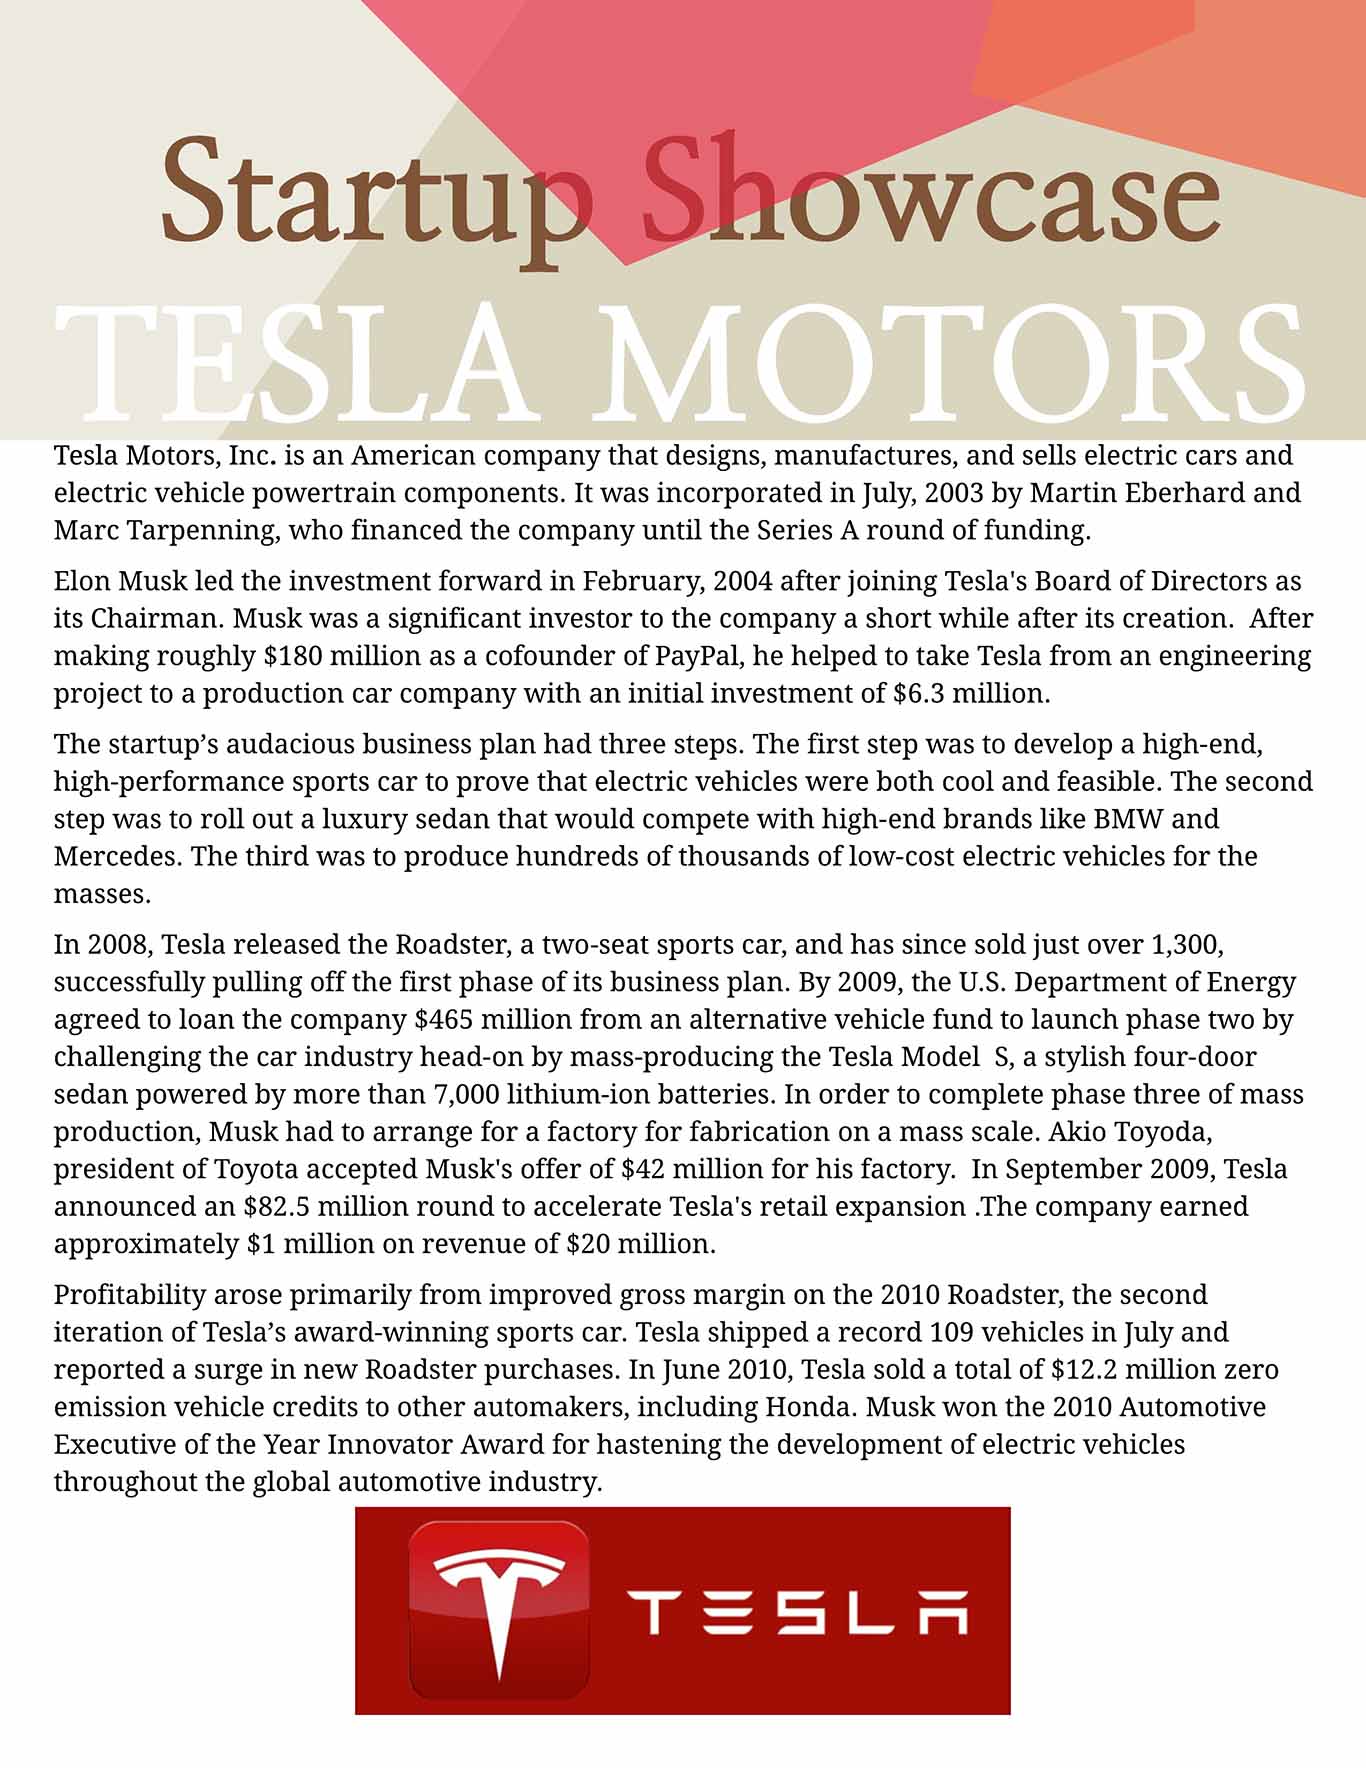 Startup Showcase
TESLA MOTORS
Tesla Motors, Inc. is an American company that designs, manufactures, and sells electric cars and
electric vehicle powertrain components. It was incorporated in July, 2003 by Martin Eberhard and
Marc Tarpenning, who financed the company until the Series A round of funding.
Elon Musk led the investment forward in February, 2004 after joining Tesla's Board of Directors as
its Chairman. Musk was a significant investor to the company a short while after its creation.  After
making roughly $180 million as a cofounder of PayPal, he helped to take Tesla from an engineering
project to a production car company with an initial investment of $6.3 million.
The startup’s audacious business plan had three steps. The first step was to develop a high-end,
high-performance sports car to prove that electric vehicles were both cool and feasible. The second
step was to roll out a luxury sedan that would compete with high-end brands like BMW and
Mercedes. The third was to produce hundreds of thousands of low-cost electric vehicles for the
masses.
In 2008, Tesla released the Roadster, a two-seat sports car, and has since sold just over 1,300,
successfully pulling off the first phase of its business plan. By 2009, the U.S. Department of Energy
agreed to loan the company $465 million from an alternative vehicle fund to launch phase two by
challenging the car industry head-on by mass-producing the Tesla Model  S, a stylish four-door
sedan powered by more than 7,000 lithium-ion batteries. In order to complete phase three of mass
production, Musk had to arrange for a factory for fabrication on a mass scale. Akio Toyoda,
president of Toyota accepted Musk's offer of $42 million for his factory.  In September 2009, Tesla
announced an $82.5 million round to accelerate Tesla's retail expansion .The company earned
approximately $1 million on revenue of $20 million.
Profitability arose primarily from improved gross margin on the 2010 Roadster, the second
iteration of Tesla’s award-winning sports car. Tesla shipped a record 109 vehicles in July and
reported a surge in new Roadster purchases. In June 2010, Tesla sold a total of $12.2 million zero
emission vehicle credits to other automakers, including Honda. Musk won the 2010 Automotive
Executive of the Year Innovator Award for hastening the development of electric vehicles
throughout the global automotive industry.
TESLA